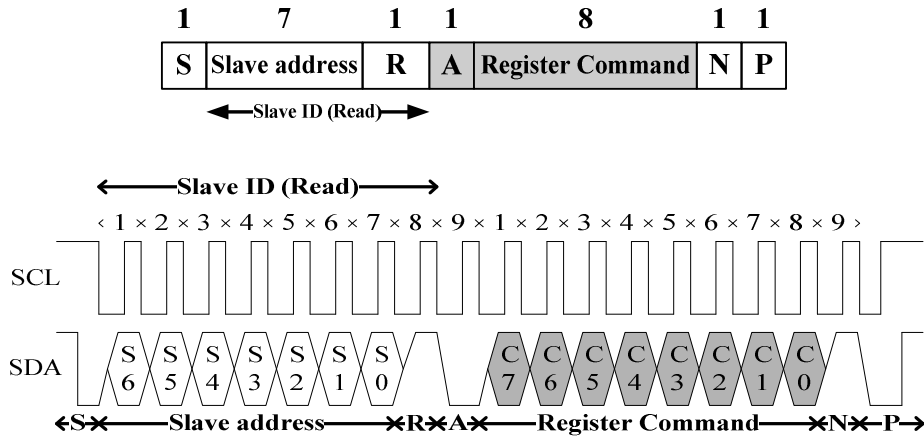 1 7 1 1 8 1 1
S Slave address R A Register Command N P
Slave ID (Read)
Slave ID (Read)
‹ 1 × 2 × 3 × 4 × 5 × 6 × 7 × 8 × 9 × 1 × 2 × 3 × 4 × 5 × 6 × 7 × 8 × 9 ›
SCL
SDA
S6 S5 S4 S3 S2 S1 S0 C7 C6 C5 C4 C3 C2 C1 C0
S Slave address R A Register Command N P